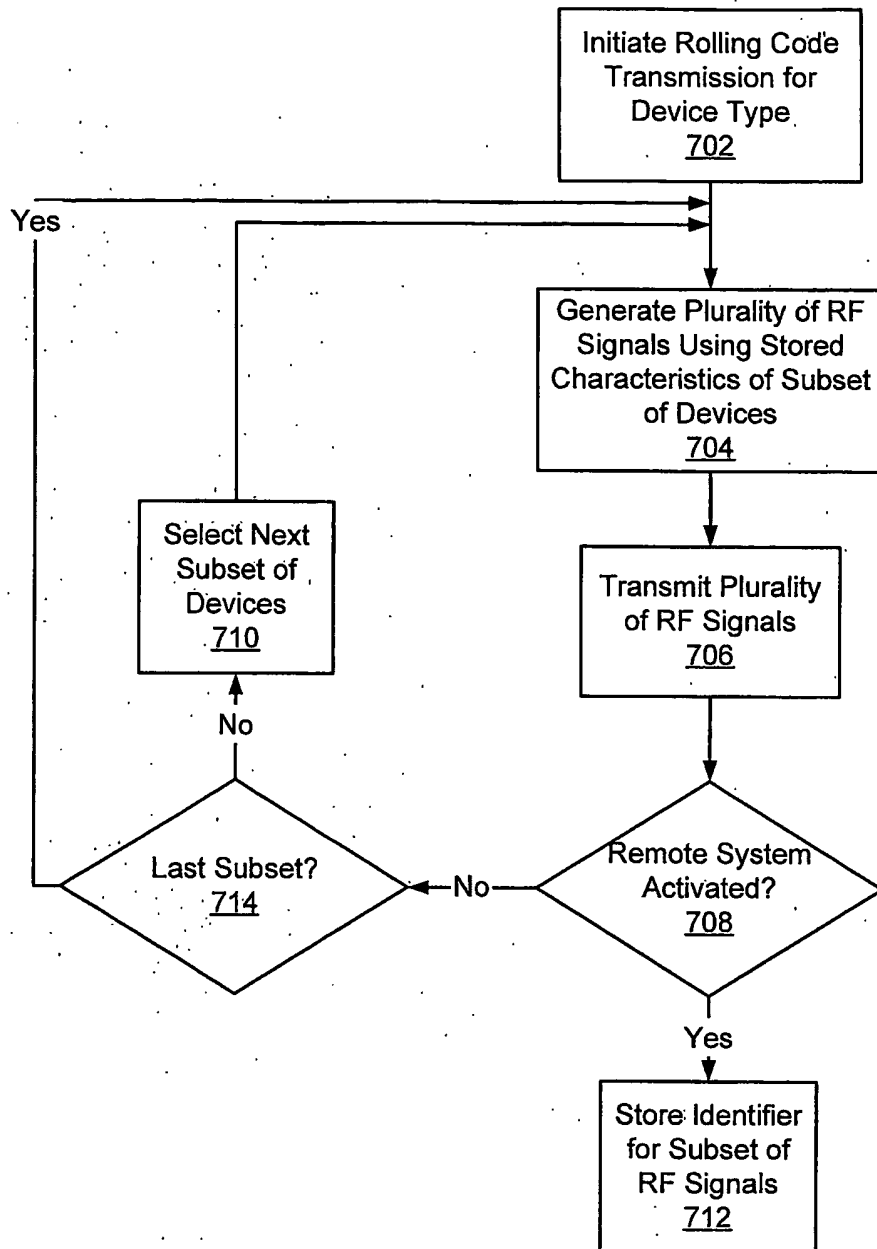 Initiate Rolling Code
Transmission for
Device Type
702
Yes
Generate Plurality of RF
Signals Using Stored
Characteristics of Subset
of Devices
704
Select Next
Subset of
Devices
710
Transmit Plurality
of RF Signals
706
No
Last Subset?
714
No
Remote System
Activated?
708
Yes
Store Identifier
for Subset of
RF Signals
712